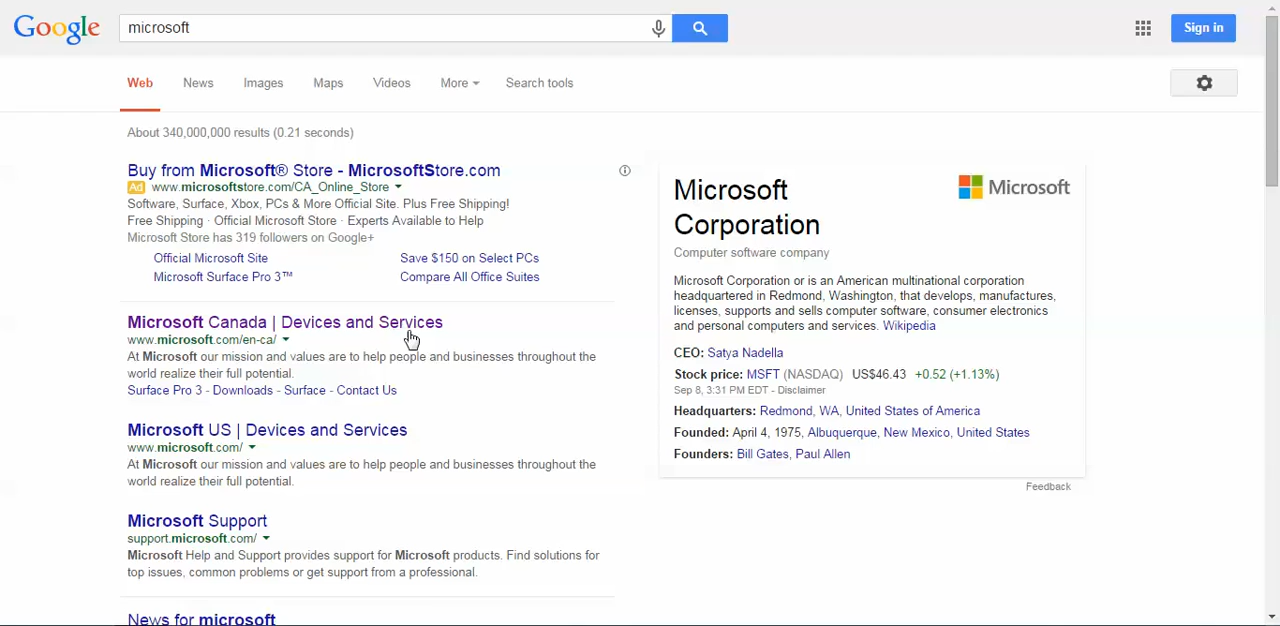 Google
microsoft
Sign in
Web News Images Maps Videos More Search tools
About 340,000,000 results (0.21 seconds)
Buy from Microsoft® Store - MicrosoftStore.com
Ad www.microsoftstore.com/CA_Online_Store
Software, Surface, Xbox, PCs & More Official Site. Plus Free Shipping!
Free Shipping · Official Microsoft Store · Experts Available to Help
Microsoft Store has 319 followers on Google+
Official Microsoft Site Save $150 on Select PCs
Microsoft Surface Pro 3™ Compare All Office Suites
Microsoft Canada | Devices and Services
www.microsoft.com/en-ca/
At Microsoft our mission and values are to help people and businesses throughout the
world realize their full potential.
Surface Pro 3 - Downloads - Surface - Contact Us
Microsoft US | Devices and Services
www.microsoft.com/
At Microsoft our mission and values are to help people and businesses throughout the
world realize their full potential.
Microsoft Support
support.microsoft.com/
Microsoft Help and Support provides support for Microsoft products. Find solutions for
top issues, common problems or get support from a professional.
News for microsoft
Microsoft
Corporation
Microsoft
Computer software company
Microsoft Corporation or is an American multinational corporation
headquartered in Redmond, Washington, that develops, manufactures,
licenses, supports and sells computer software, consumer electronics
and personal computers and services. Wikipedia
CEO: Satya Nadella
Stock price: MSFT (NASDAQ) US$46.43 +0.52 (+1.13%)
Sep 8, 3:31 PM EDT - Disclaimer
Headquarters: Redmond, WA, United States of America
Founded: April 4, 1975, Albuquerque, New Mexico, United States
Founders: Bill Gates, Paul Allen
Feedback